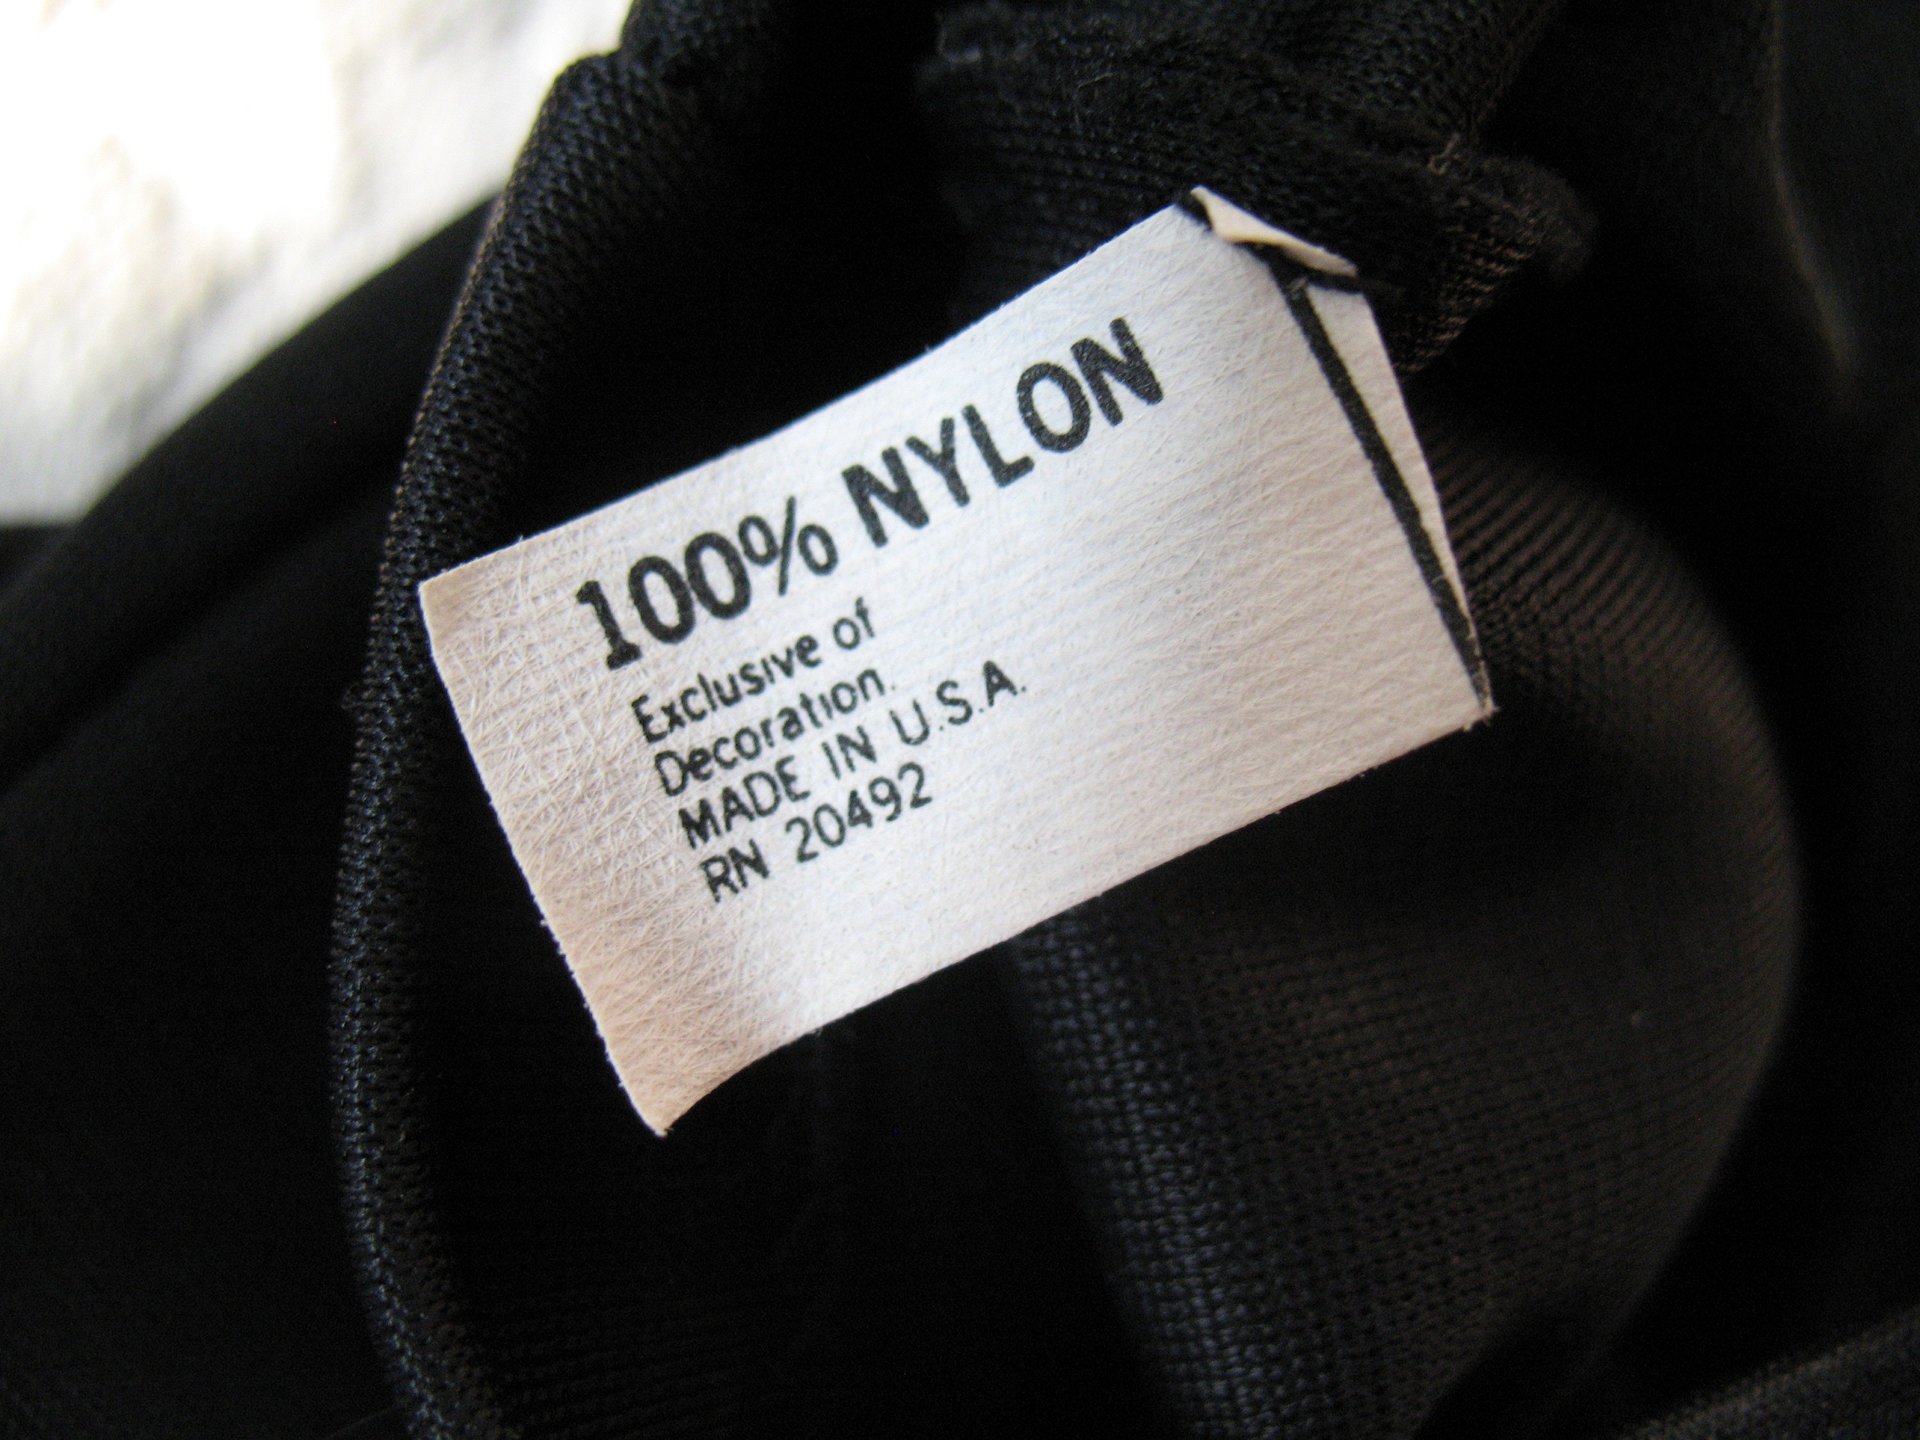 100% NYLON
Exclusive of
Decoration.
MADE IN U.S.A.
RN 20492